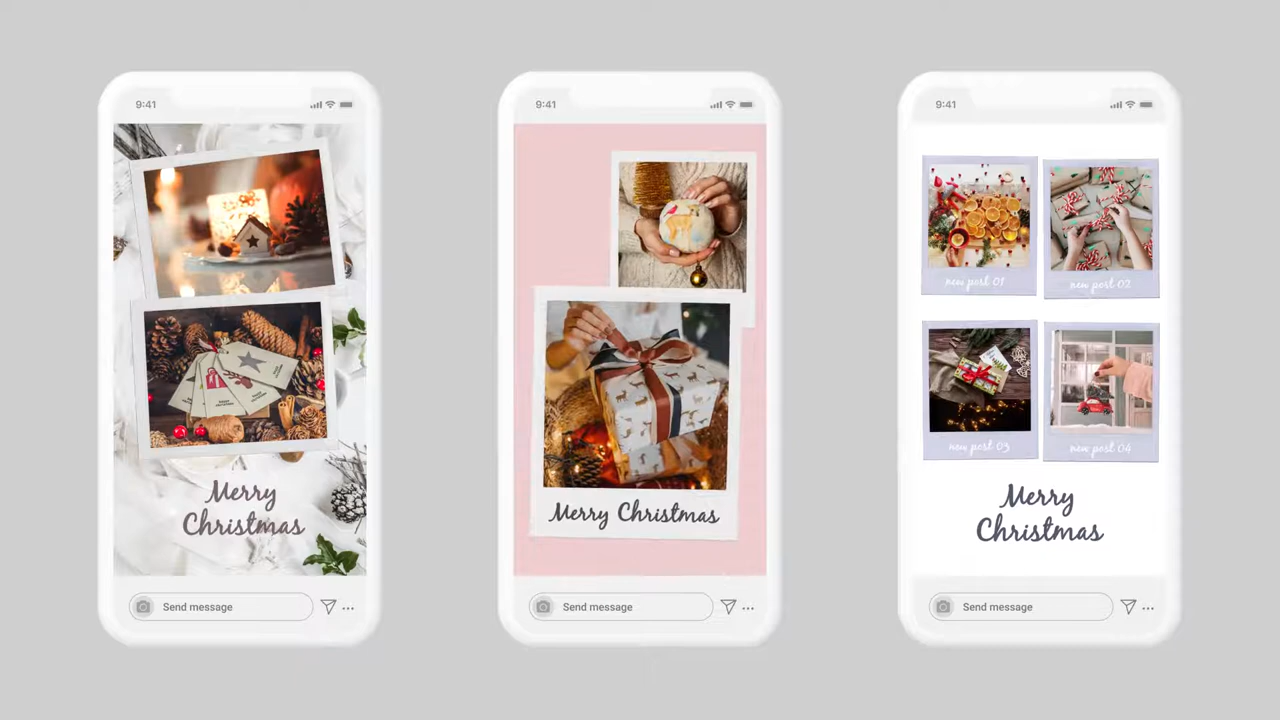 9:41
Merry
Christmas
Send message
9:41
Merry Christmas
Send message
9:41
new post 01
new post 02
new post 03
new post 04
Merry
Christmas
Send message